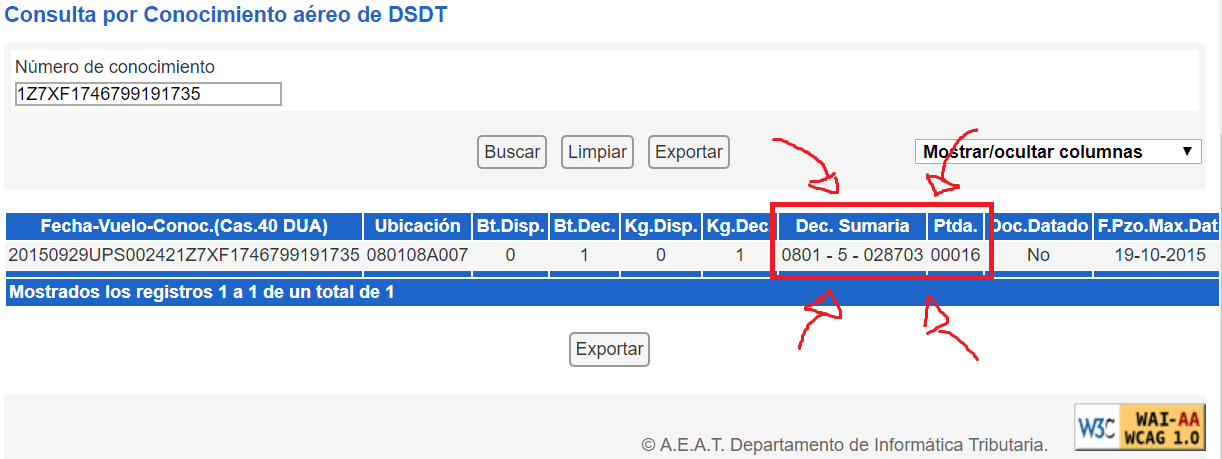 Consulta por Conocimiento aéreo de DSDT
Número de conocimiento
1Z7XF1746799191735
Buscar Limpiar Exportar Mostrar/ocultar columnas
Fecha-Vuelo-Conoc.(Cas.40 DUA) Ubicación Bt.Disp. Bt.Dec. Kg.Disp. Kg.Dec. Dec. Sumaria Ptda. Doc.Datado F.Pzo.Max.Dat
20150929UPS002421Z7XF1746799191735 080108A007 0 1 0 1 0801 - 5 - 028703 00016 No 19-10-2015
Mostrados los registros 1 a 1 de un total de 1
Exportar
© A.E.A.T. Departamento de Informática Tributaria.
W3C WAI-AA
WCAG 1.0